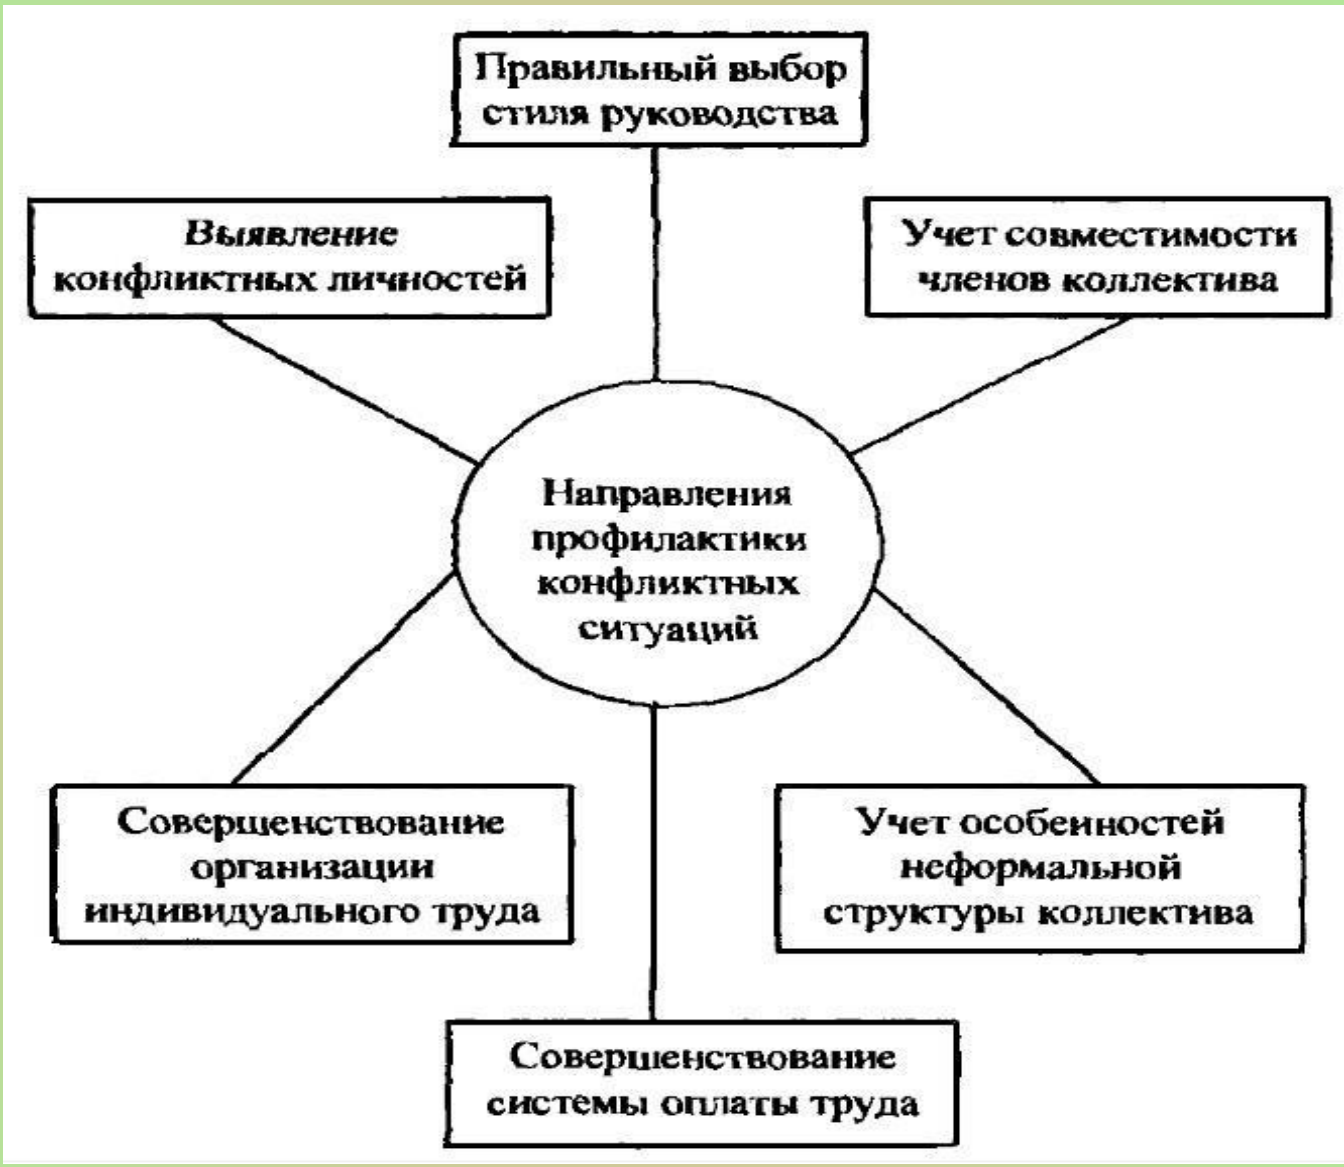 Правильный выбор
стиля руководства
Выявление
конфликтных личностей
Учет совместимости
членов коллектива
Направления
профилактики
конфликтных
ситуаций
Совершенствование
организации
индивидуального труда
Учет особенностей
неформальной
структуры коллектива
Совершенствование
системы оплаты труда